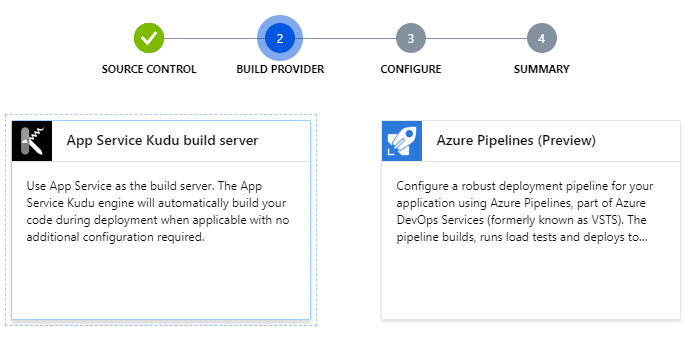 2
3
4
SOURCE CONTROL
BUILD PROVIDER
CONFIGURE
SUMMARY
App Service Kudu build server
Use App Service as the build server. The App
Service Kudu engine will automatically build your
code during deployment when applicable with no
additional configuration required.
Azure Pipelines (Preview)
Configure a robust deployment pipeline for your
application using Azure Pipelines, part of Azure
DevOps Services (formerly known as VSTS). The
pipeline builds, runs load tests and deploys to...